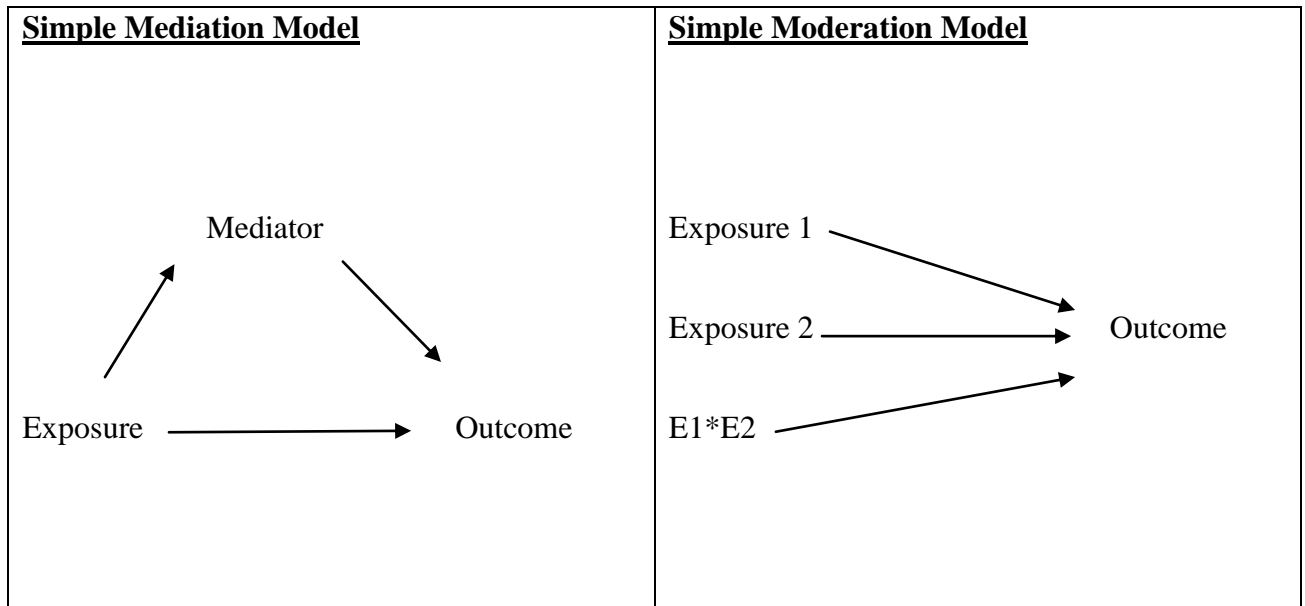 Simple Mediation Model
Mediator
Exposure
Outcome
Simple Moderation Model
Exposure 1
Exposure 2
Outcome
E1*E2